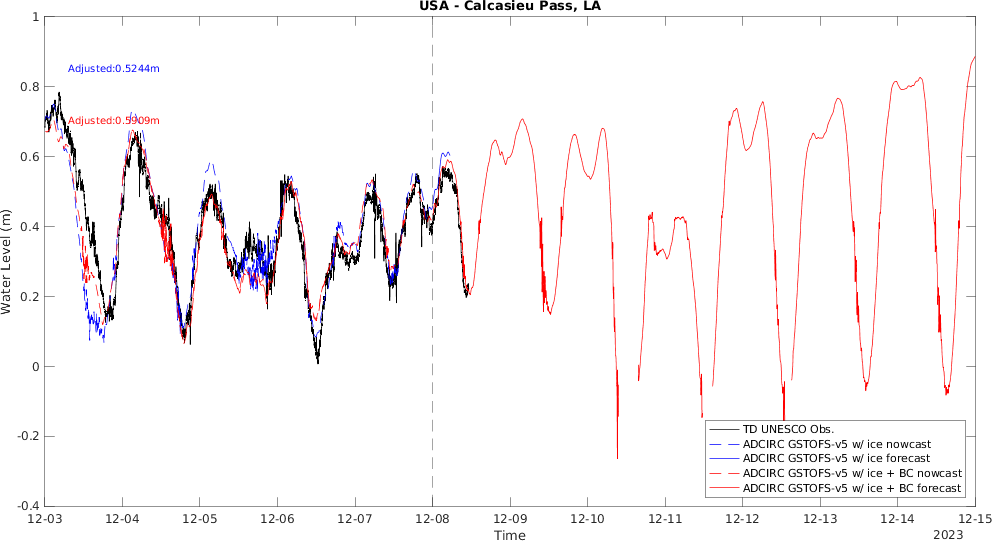 USA - Calcasieu Pass, LA
1
0.8
0.6
0.4
0.2
0
-0.2
-0.4
Water Level (m)
Adjusted:0.5244m
Adjusted:0.5909m
TD UNESCO Obs.
ADCIRC GSTOFS-v5 w/ ice nowcast
ADCIRC GSTOFS-v5 w/ ice forecast
ADCIRC GSTOFS-v5 w/ ice + BC nowcast
ADCIRC GSTOFS-v5 w/ ice + BC forecast
12-03 12-04 12-05 12-06 12-07 12-08 12-09 12-10 12-11 12-12 12-13 12-14 12-15
Time
2023